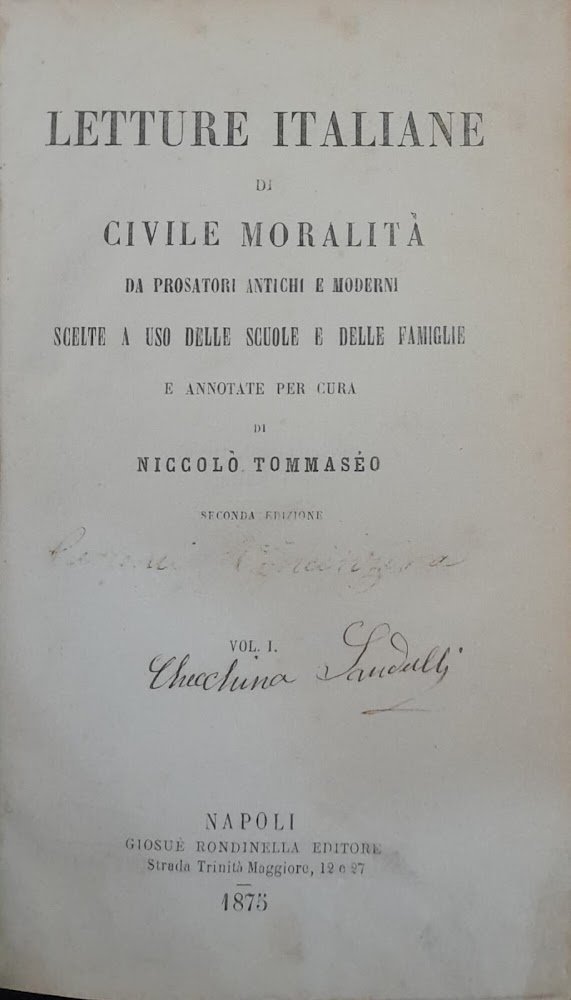 LETTURE ITALIANE
DI
CIVILE MORALITÀ
DA PROSATORI ANTICHI E MODERNI
SCELTE A USO DELLE SCUOLE E DELLE FAMIGLIE
E ANNOTATE PER CURA
DI
NICCOLÒ TOMMASÉO
SECONDA EDIZIONE
VOL. I.
Checchina
NAPOLI
GIOSUÈ RONDINELLA EDITORE
Strada Trinità Maggiore, 12 e 27
1875